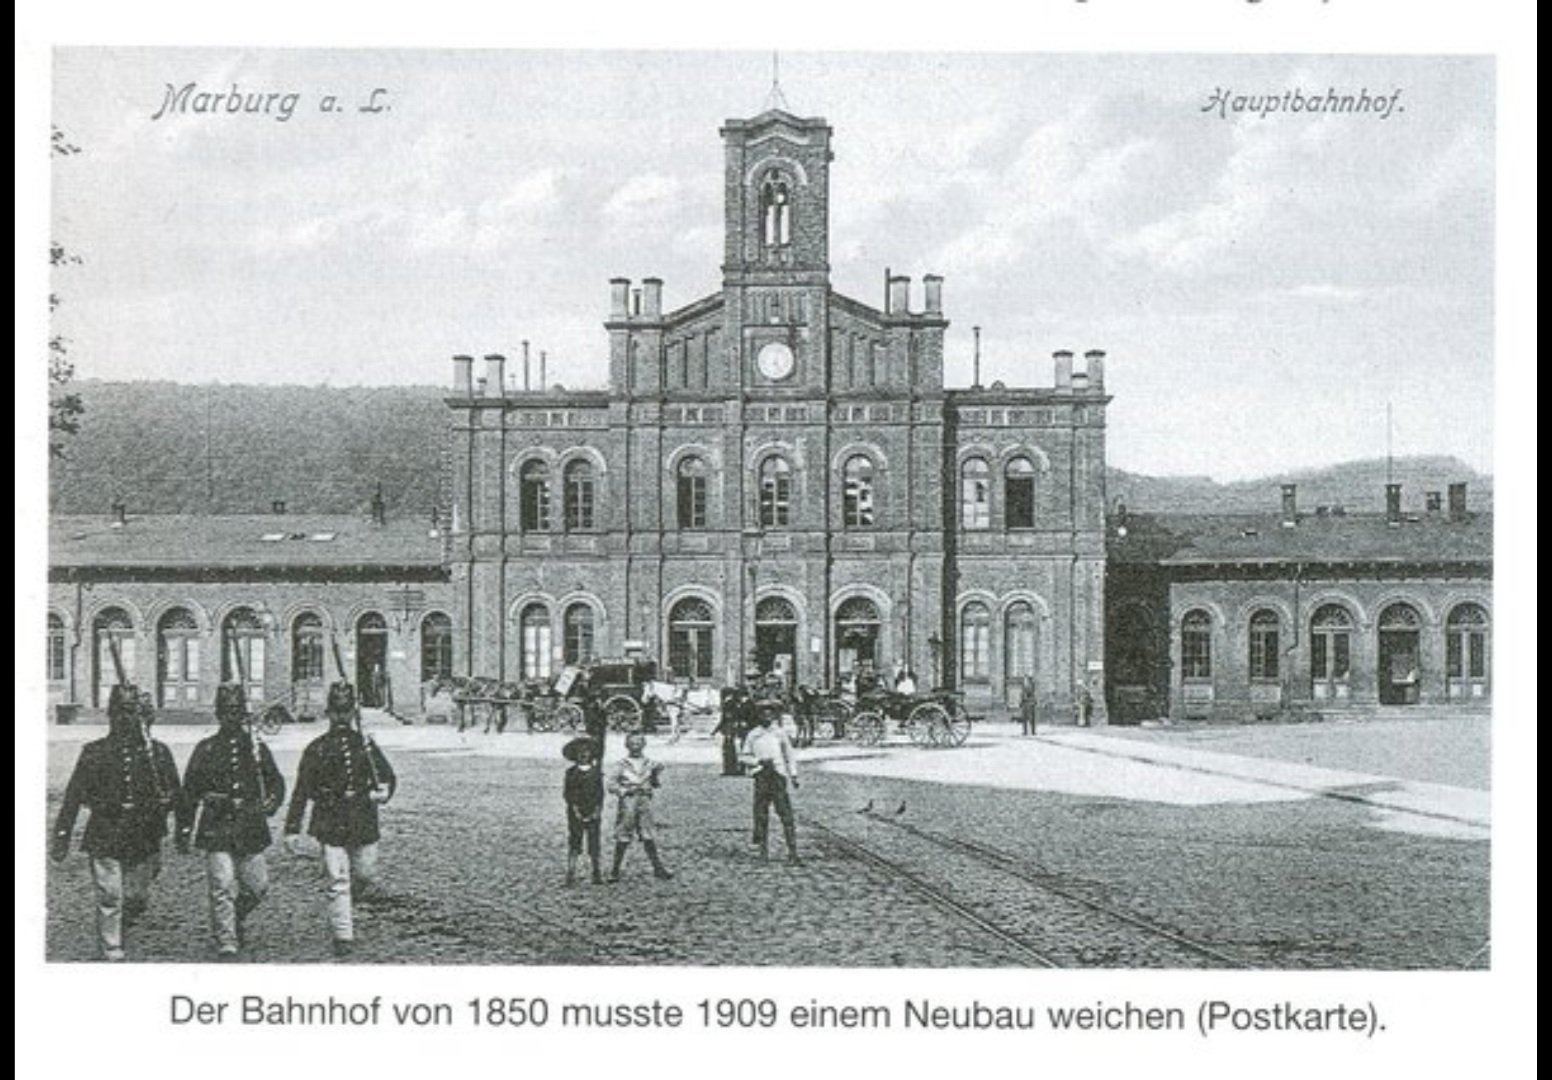 Marburg a. L.
Hauptbahnhof.
Der Bahnhof von 1850 musste 1909 einem Neubau weichen (Postkarte).